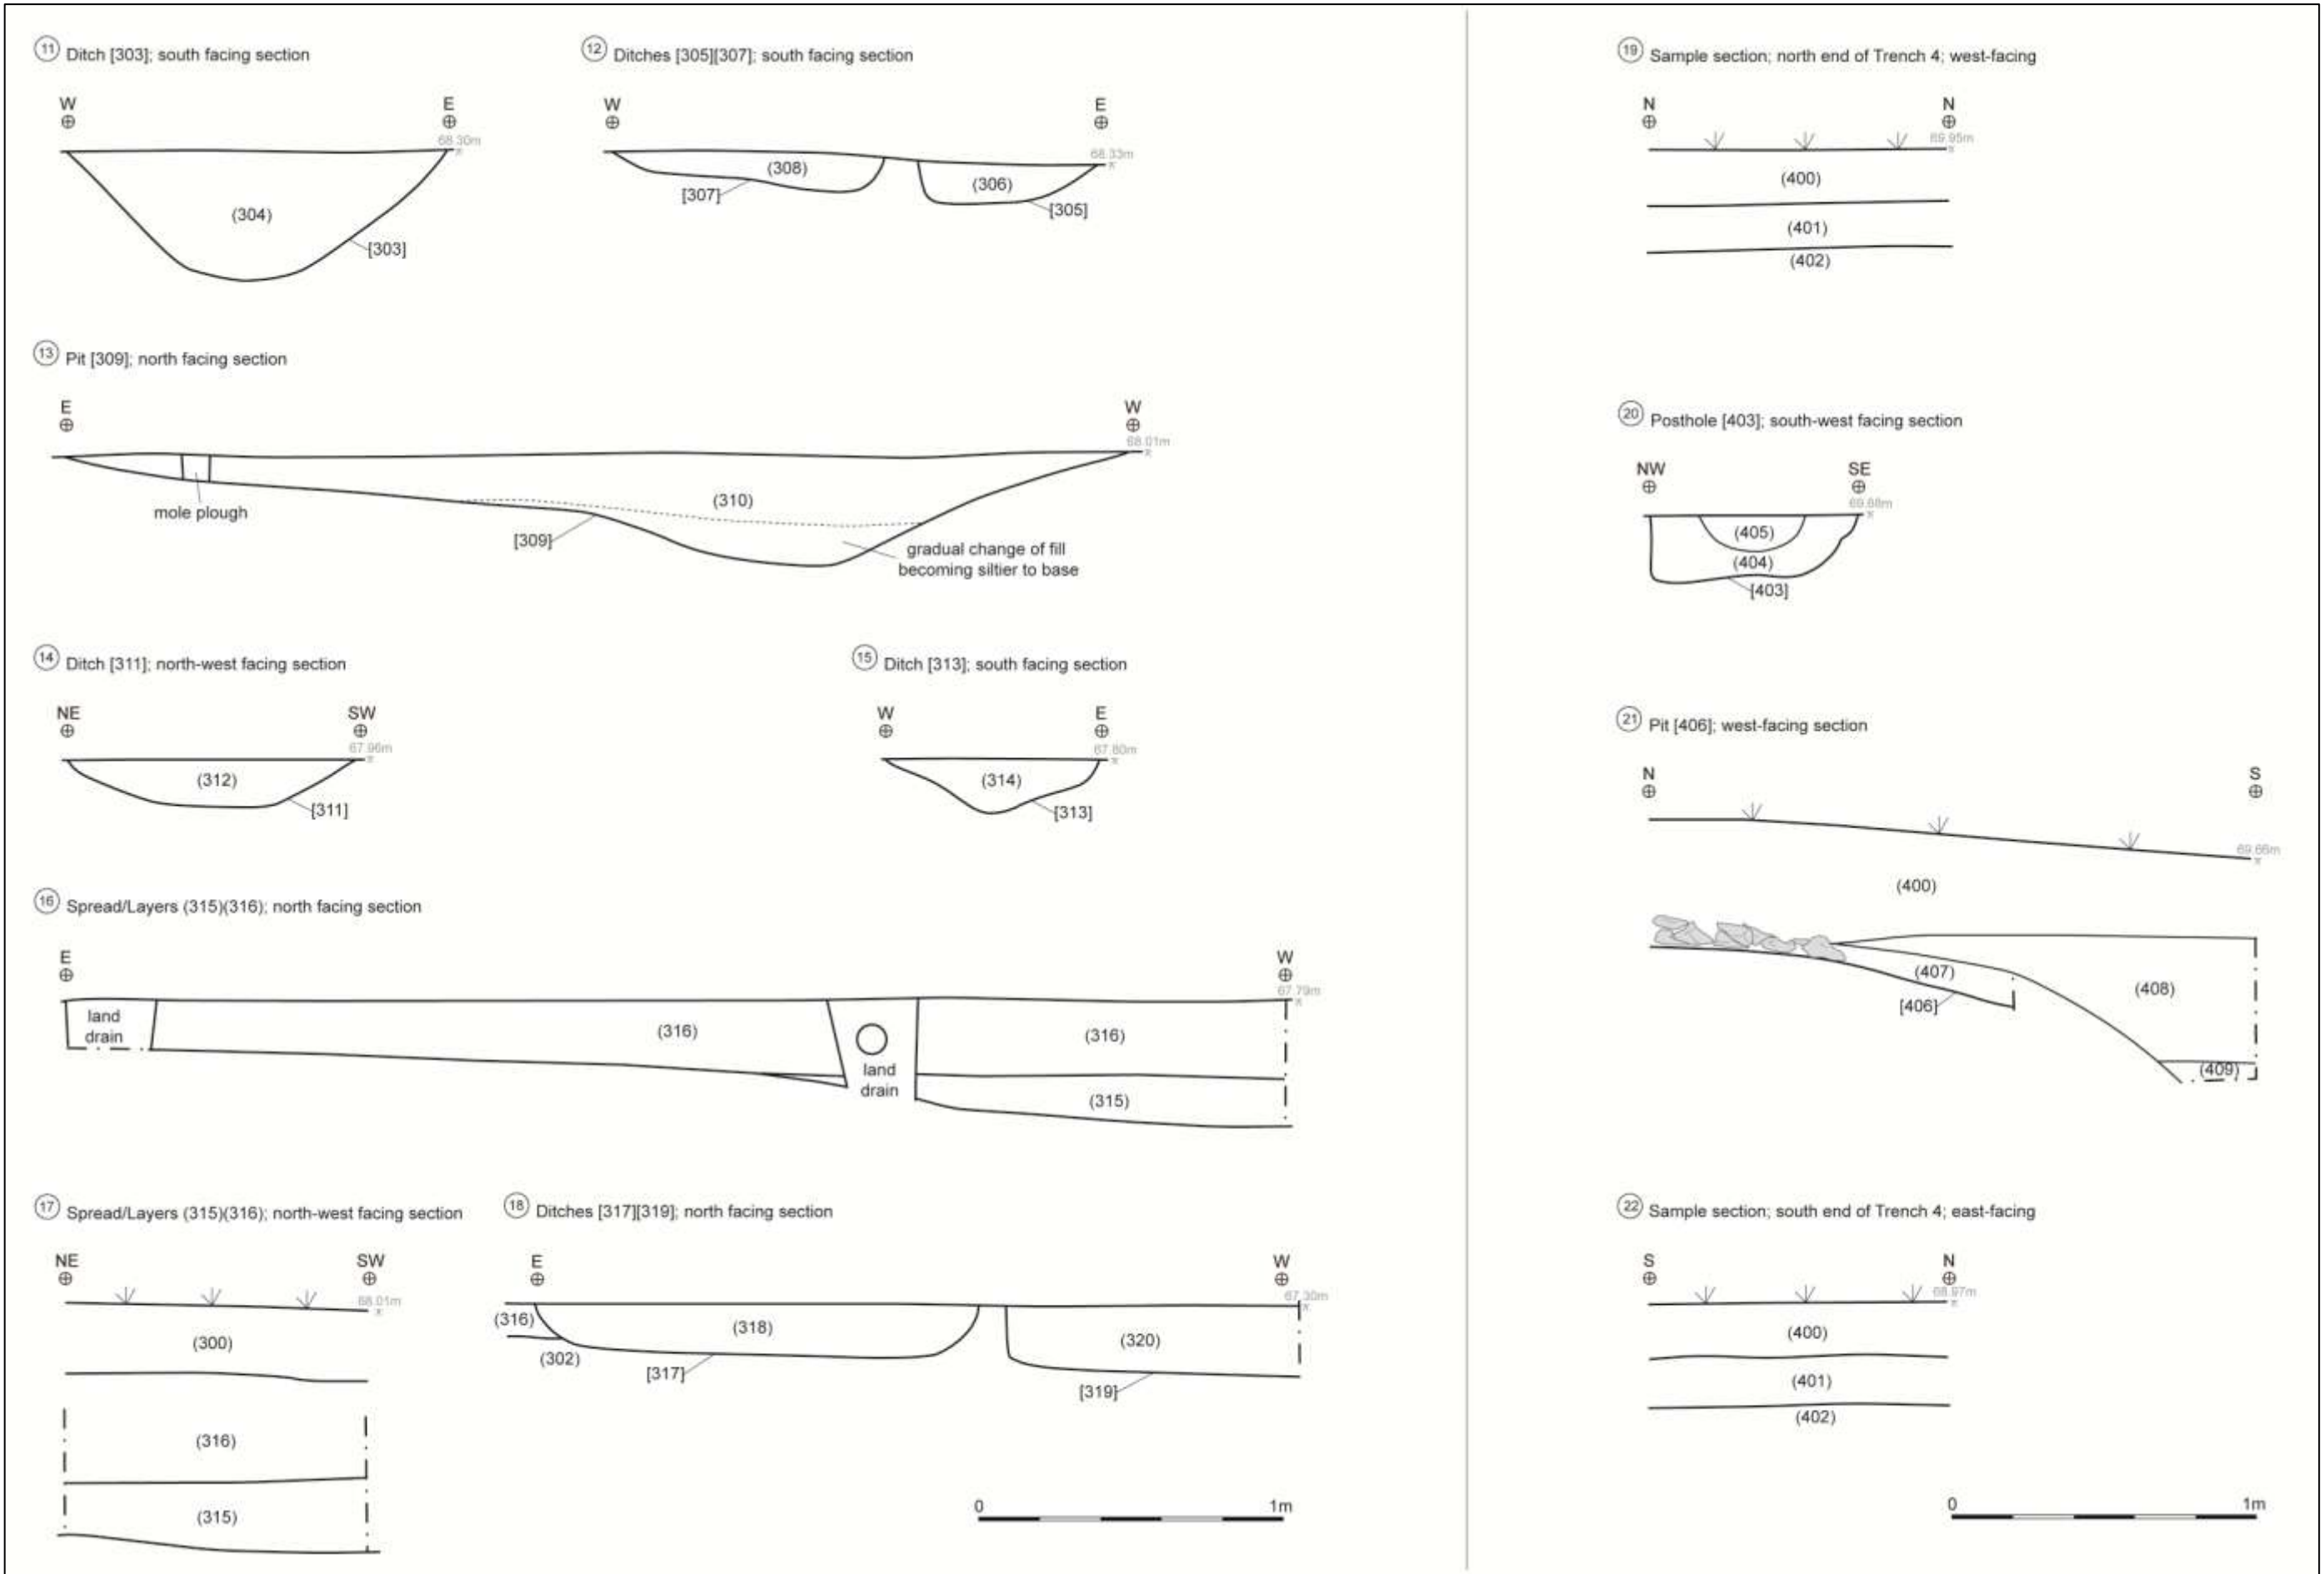 11 Ditch [303]; south facing section
W E
68.30m
(304)
[303]
12 Ditches [305][307]; south facing section
W E
68.33m
(308)
(306)
[307]
[305]
13 Pit [309]; north facing section
E W
68.01m
(310)
mole plough
[309]
gradual change of fill
becoming siltier to base
14 Ditch [311]; north-west facing section
NE SW
67.96m
(312)
[311]
15 Ditch [313]; south facing section
W E
67.80m
(314)
[313]
16 Spread/Layers (315)(316); north facing section
E W
67.79m
land
drain
(316)
(316)
land
drain
(315)
17 Spread/Layers (315)(316); north-west facing section
NE SW
68.01m
(300)
(316)
(315)
18 Ditches [317][319]; north facing section
E W
67.30m
(316)
(318)
(320)
(302)
[317]
[319]
0 1m
19 Sample section; north end of Trench 4; west-facing
N N
69.95m
(400)
(401)
(402)
20 Posthole [403]; south-west facing section
NW SE
69.68m
(405)
(404)
[403]
21 Pit [406]; west-facing section
N S
69.66m
(400)
(407)
(408)
[406]
(409)
22 Sample section; south end of Trench 4; east-facing
S N
68.97m
(400)
(401)
(402)
0 1m